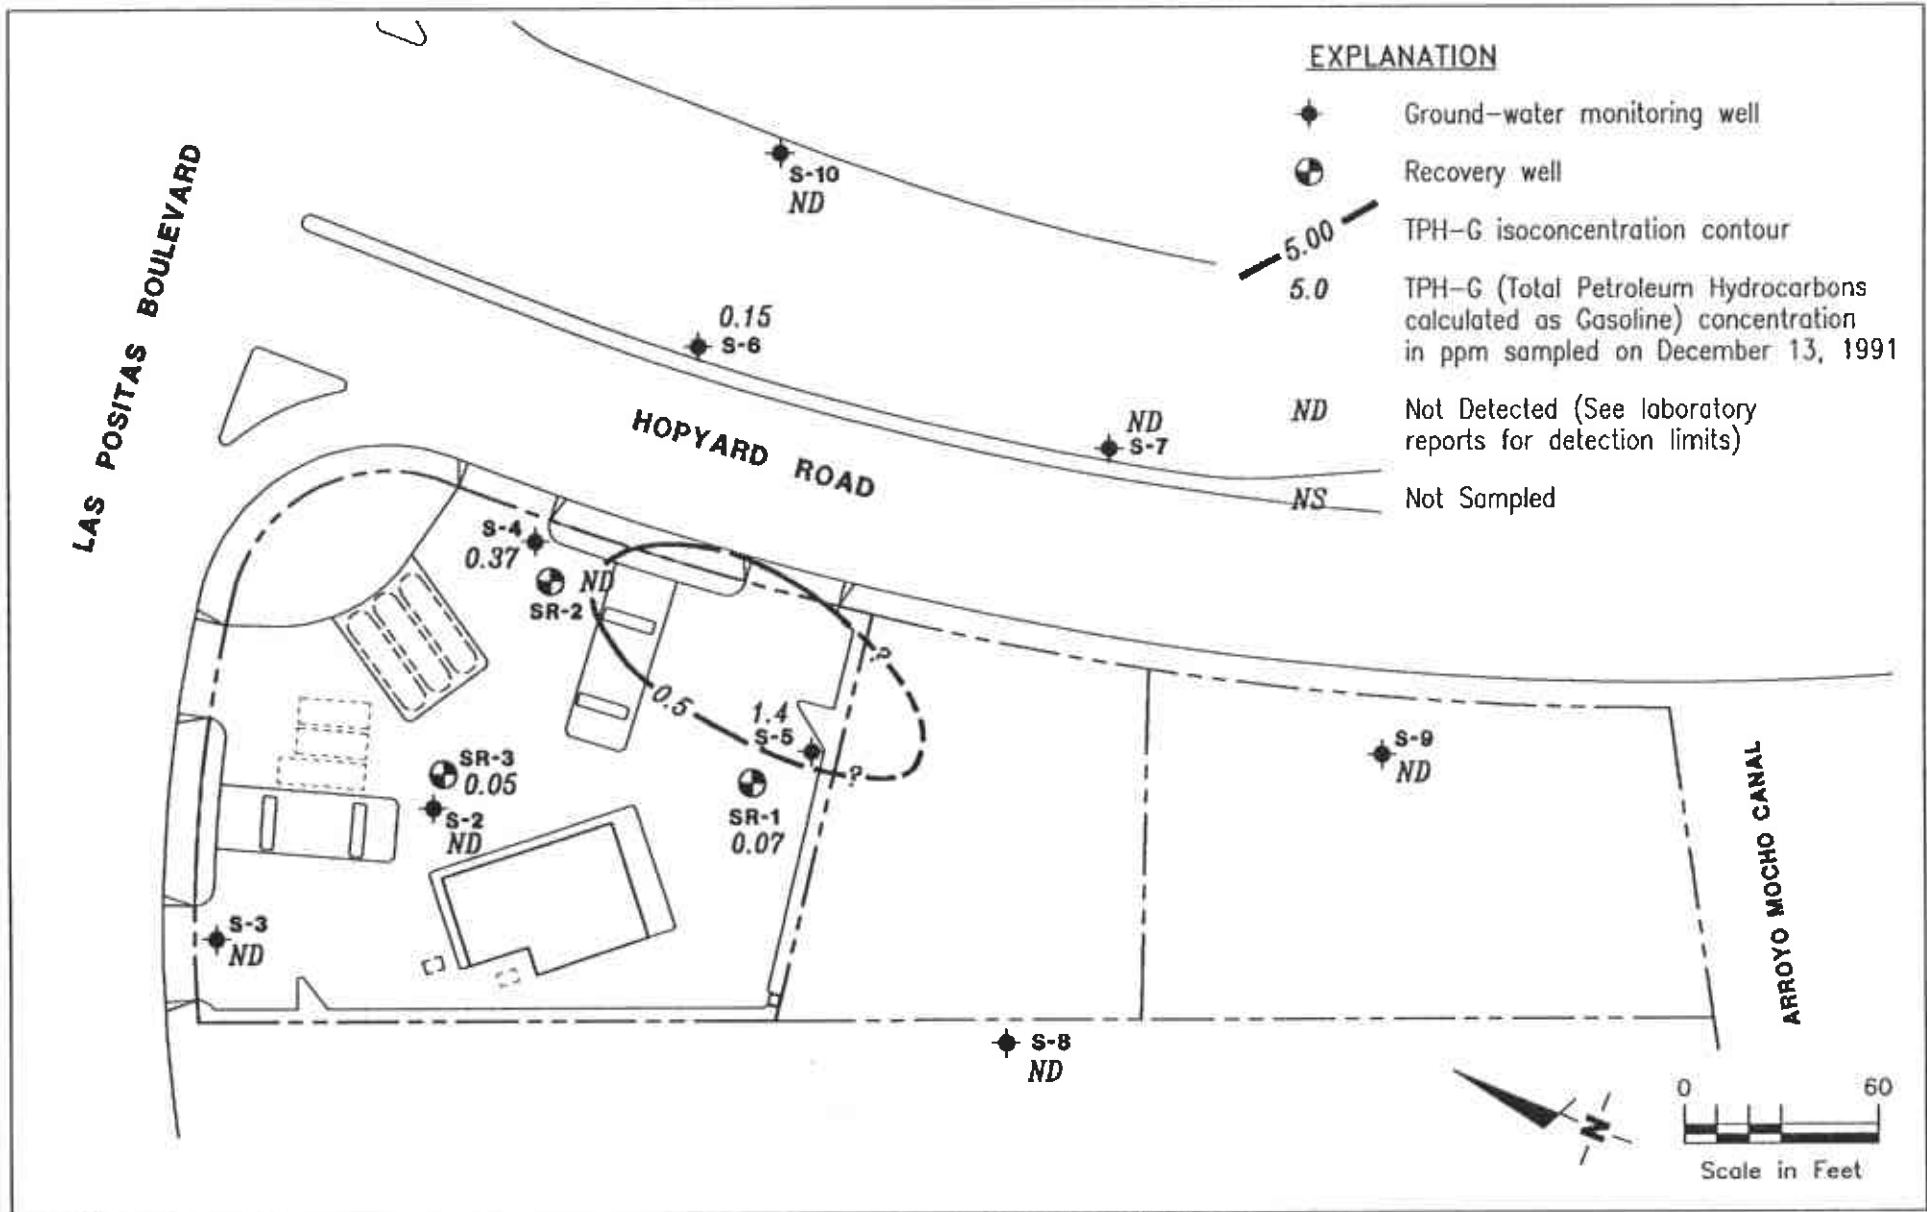 EXPLANATION
Ground-water monitoring well
Recovery well
5.00
TPH-G isoconcentration contour
5.0
TPH-G (Total Petroleum Hydrocarbons
calculated as Gasoline) concentration
in ppm sampled on December 13, 1991
ND
Not Detected (See laboratory
reports for detection limits)
NS
Not Sampled
LAS POSITAS BOULEVARD
HOPYARD ROAD
ARROYO MOCHO CANAL
S-10
ND
0.15
S-6
ND
S-7
S-4
0.37
ND
SR-2
?
0.5
1.4
S-5
?
SR-3
0.05
S-2
ND
SR-1
0.07
S-9
ND
S-3
ND
S-8
ND
N
0 60
Scale in Feet